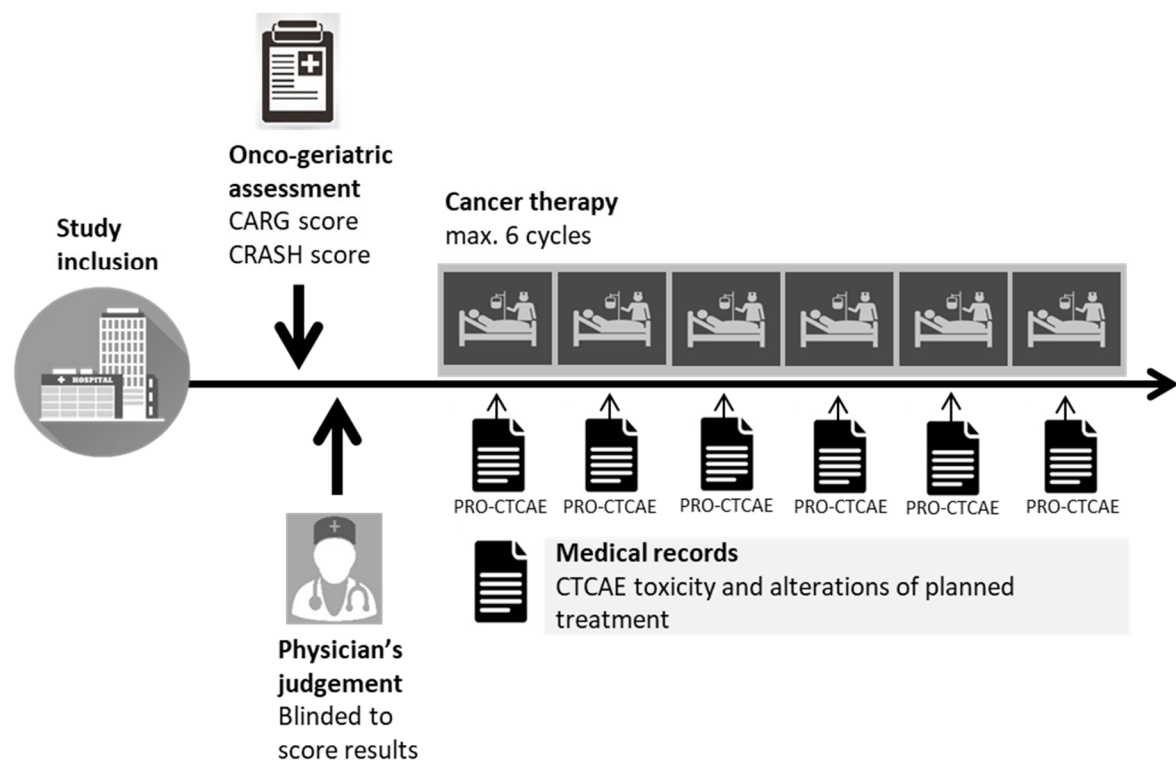 Onco-geriatric
assessment
CARG score
CRASH score
Study
inclusion
HOSPITAL
Cancer therapy
max. 6 cycles
PRO-CTCAE PRO-CTCAE PRO-CTCAE PRO-CTCAE PRO-CTCAE PRO-CTCAE
Medical records
CTCAE toxicity and alterations of planned
treatment
Physician’s
judgement
Blinded to
score results